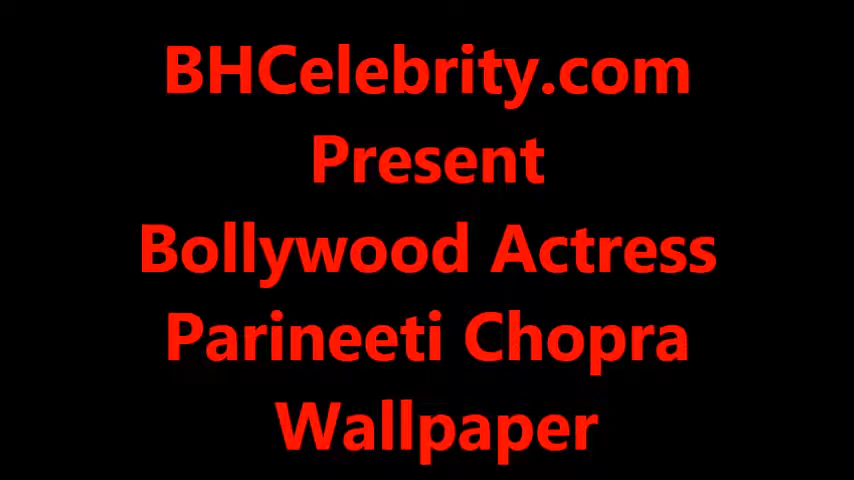 BHCelebrity.com
Present
Bollywood Actress
Parineeti Chopra
Wallpaper